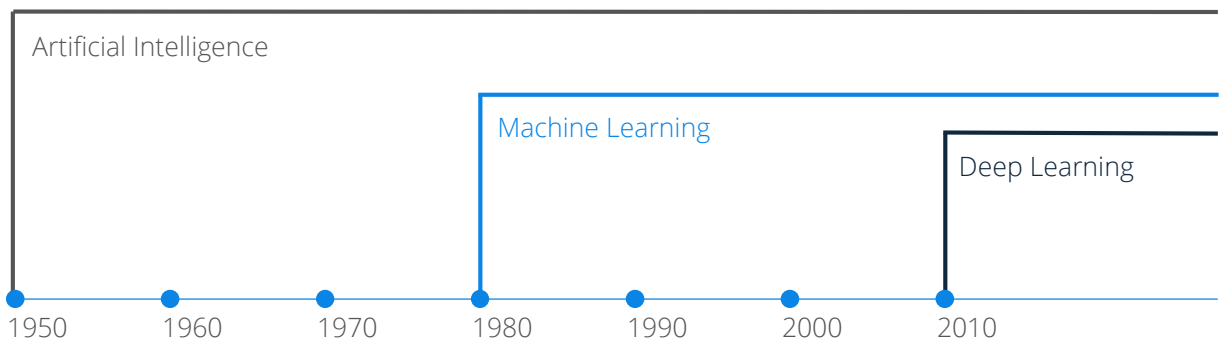 Artificial Intelligence
Machine Learning
Deep Learning
1950 1960 1970 1980 1990 2000 2010